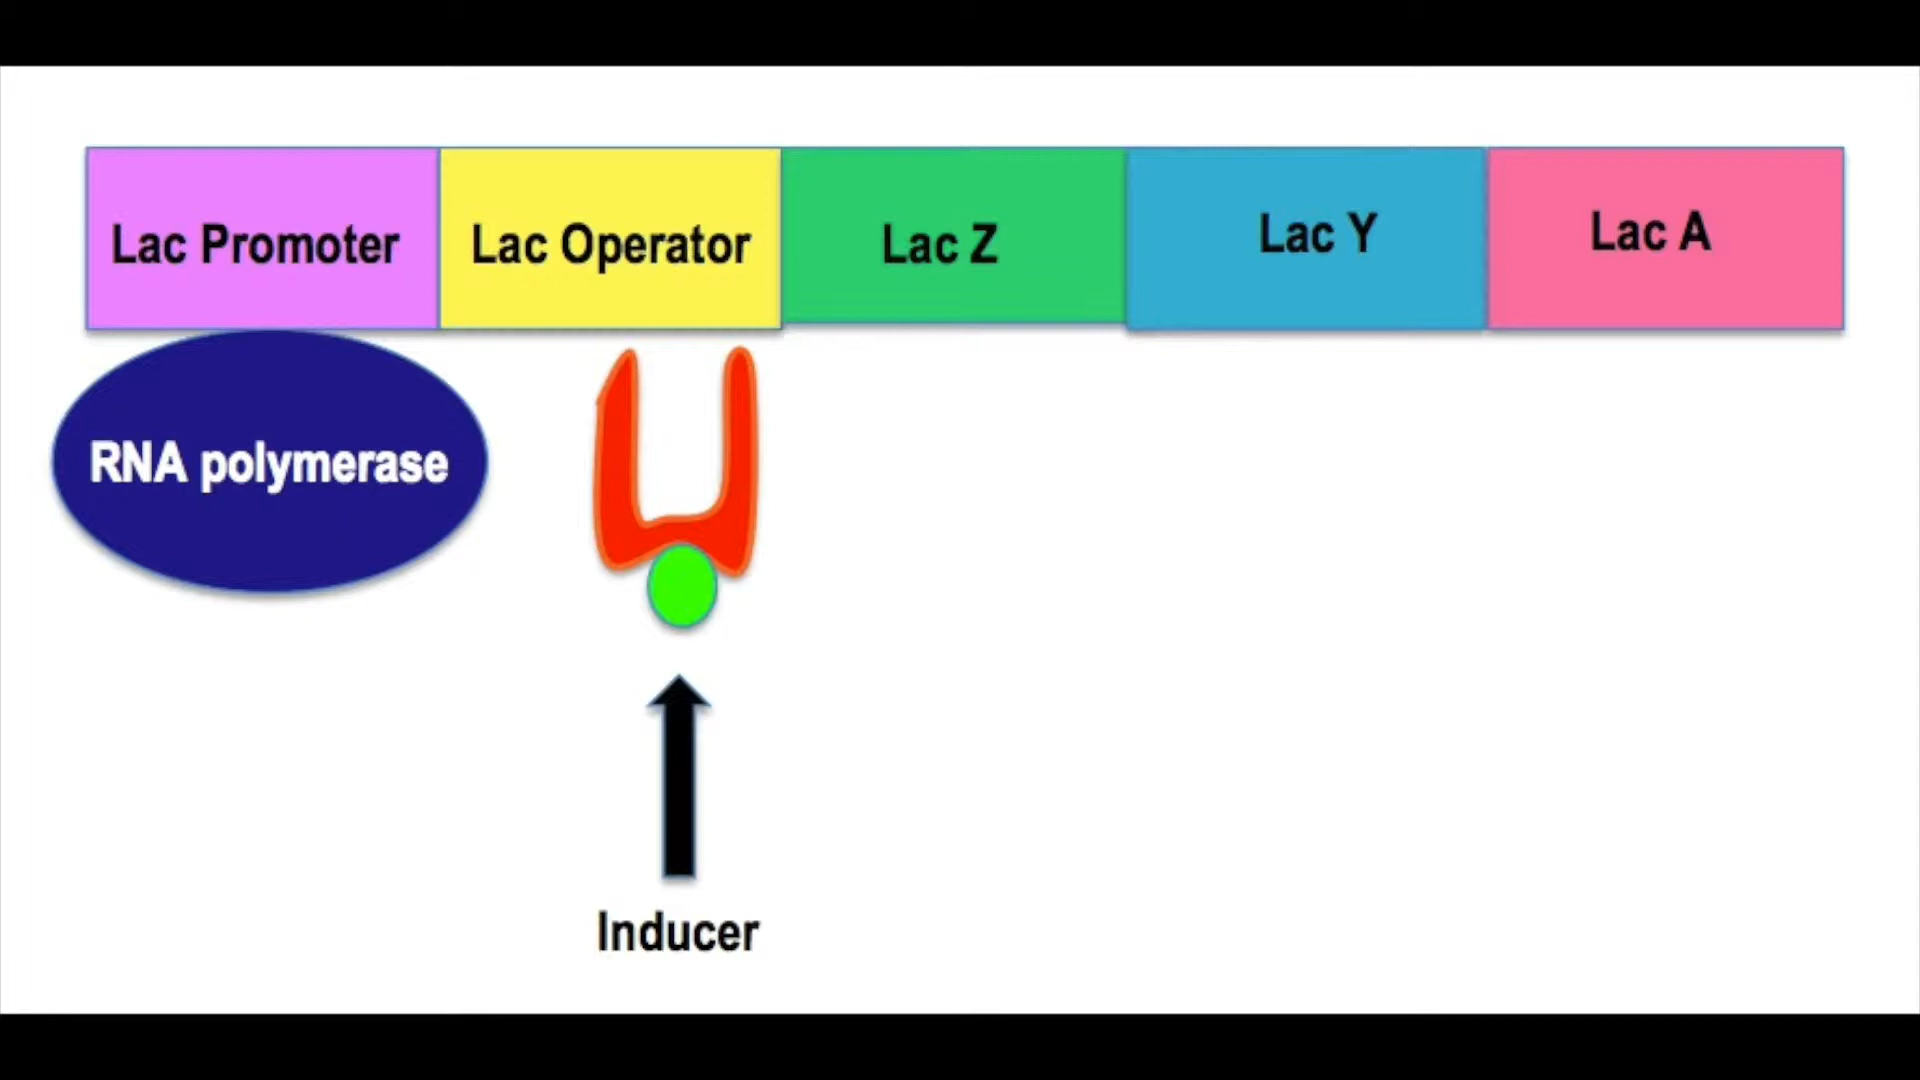 Lac Promoter
Lac Operator
Lac Z
Lac Y
Lac A
RNA polymerase
Inducer